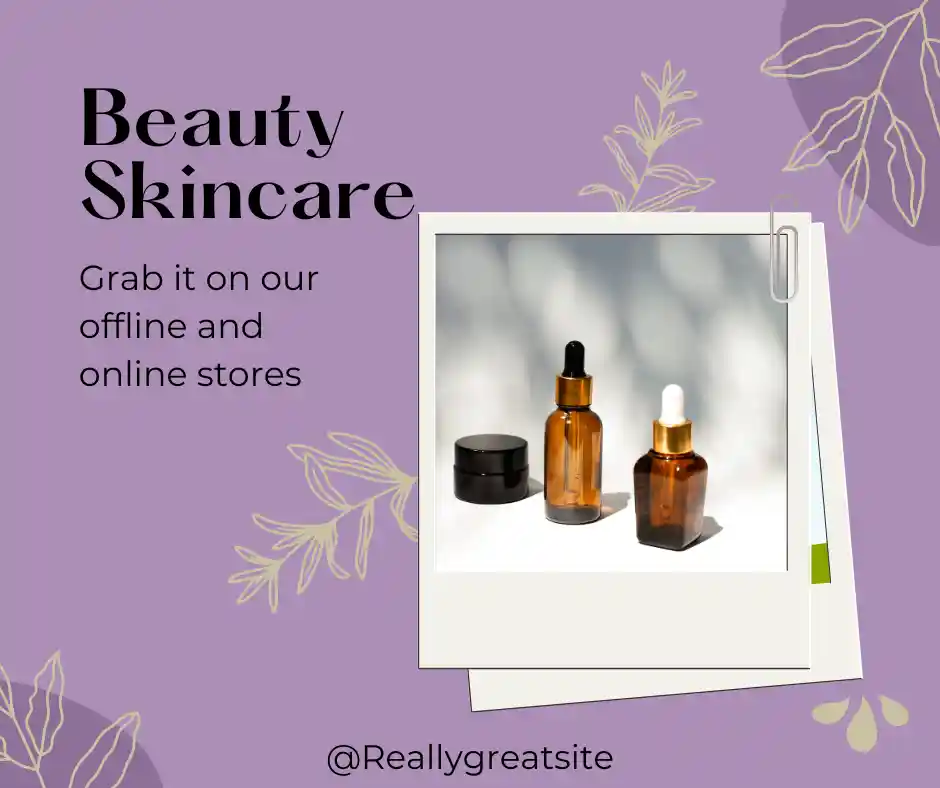 Beauty
Skincare
Grab it on our
offline and
online stores
@Reallygreatsite